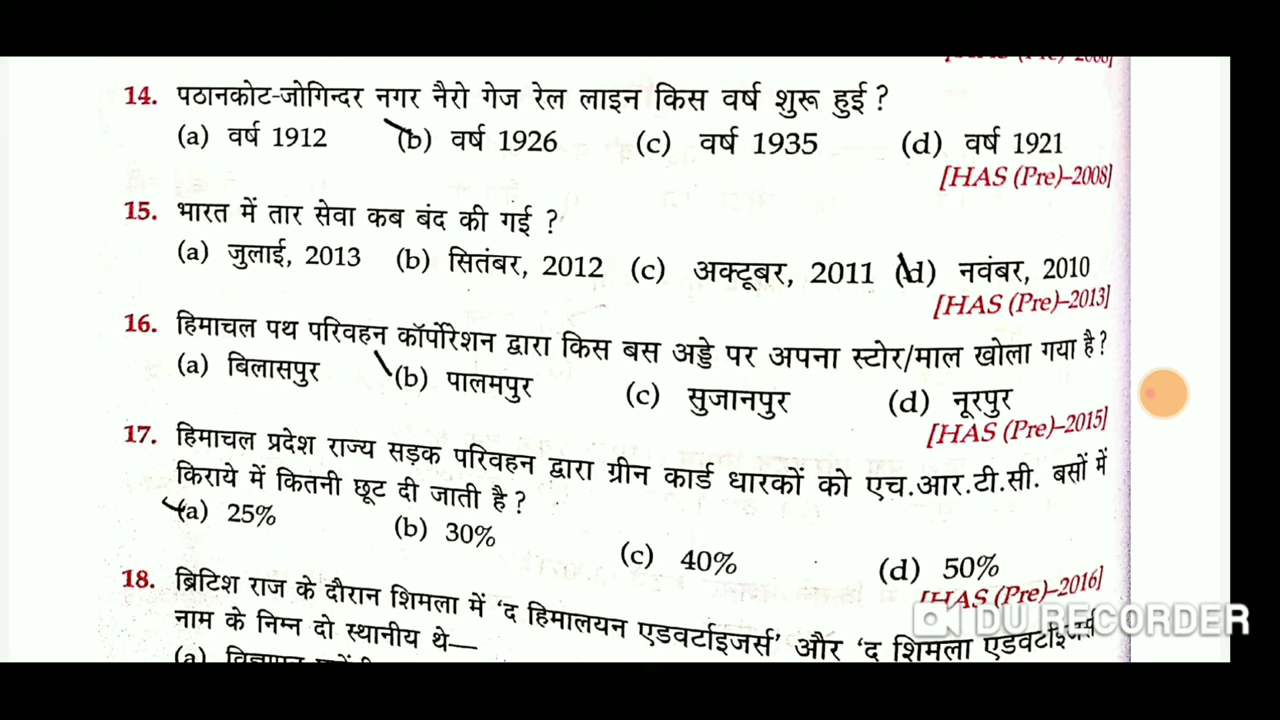 14. पठानकोट-जोगिन्दर नगर नैरो गेज रेल लाइन किस वर्ष शुरू हुई ?
(a) वर्ष 1912 (b) वर्ष 1926 (c) वर्ष 1935 (d) वर्ष 1921
[HAS (Pre)–2008]
15. भारत में तार सेवा कब बंद की गई ?
(a) जुलाई, 2013 (b) सितंबर, 2012 (c) अक्टूबर, 2011 (d) नवंबर, 2010
[HAS (Pre)–2013]
16. हिमाचल पथ परिवहन कॉर्पोरेशन द्वारा किस बस अड्डे पर अपना स्टोर/माल खोला गया है?
(a) बिलासपुर (b) पालमपुर (c) सुजानपुर (d) नूरपुर
[HAS (Pre)–2015]
17. हिमाचल प्रदेश राज्य सड़क परिवहन द्वारा ग्रीन कार्ड धारकों को एच.आर.टी.सी. बसों में
किराये में कितनी छूट दी जाती है ?
(a) 25% (b) 30% (c) 40% (d) 50%
[HAS (Pre)–2016]
18. ब्रिटिश राज के दौरान शिमला में ‘द हिमालयन एडवर्टाइजर्स’ और ‘द शिमला एडवर्टाइजर्स
नाम के निम्न दो स्थानीय थे—
(a)
DU RECORDER